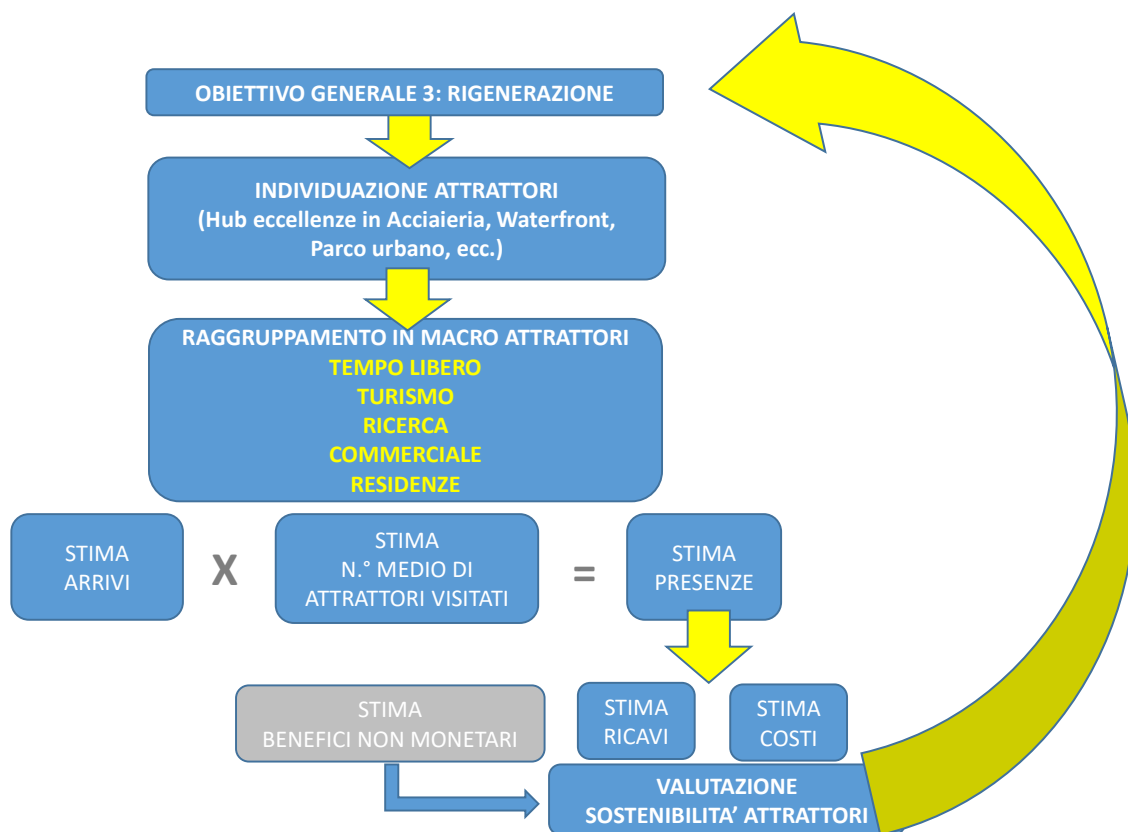 OBIETTIVO GENERALE 3: RIGENERAZIONE
INDIVIDUAZIONE ATTRATTORI
(Hub eccellenze in Acciaieria, Waterfront,
Parco urbano, ecc.)
RAGGRUPPAMENTO IN MACRO ATTRATTORI
TEMPO LIBERO
TURISMO
RICERCA
COMMERCIALE
RESIDENZE
STIMA
ARRIVI
X
STIMA
N.° MEDIO DI
ATTRATTORI VISITATI
=
STIMA
PRESENZE
STIMA
BENEFICI NON MONETARI
STIMA
RICAVI
STIMA
COSTI
VALUTAZIONE
SOSTENIBILITA’ ATTRATTORI